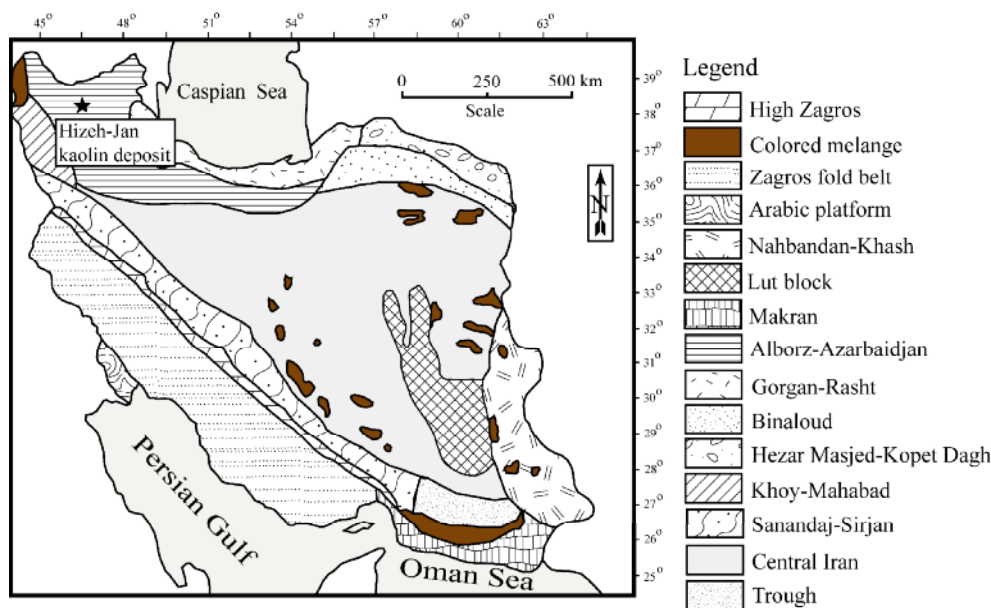 45° 48° 51° 54° 57° 60° 63°
Caspian Sea
0 250 500 km
Scale
Hizeh-Jan
kaolin deposit
N
Persian Gulf
Oman Sea
39°
38°
37°
36°
35°
34°
33°
32°
31°
30°
29°
28°
27°
26°
25°
Legend
High Zagros
Colored melange
Zagros fold belt
Arabic platform
Nahbandan-Khash
Lut block
Makran
Alborz-Azarbaidjan
Gorgan-Rasht
Binaloud
Hezar Masjed-Kopet Dagh
Khoy-Mahabad
Sanandaj-Sirjan
Central Iran
Trough